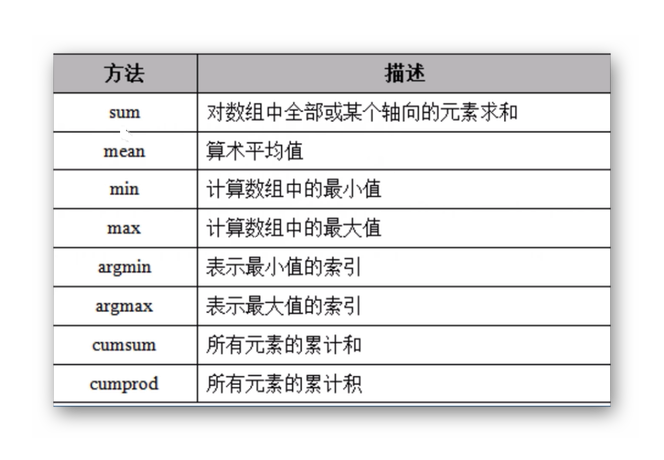 方法 描述
sum 对数组中全部或某个轴向的元素求和
mean 算术平均值
min 计算数组中的最小值
max 计算数组中的最大值
argmin 表示最小值的索引
argmax 表示最大值的索引
cumsum 所有元素的累计和
cumprod 所有元素的累计积